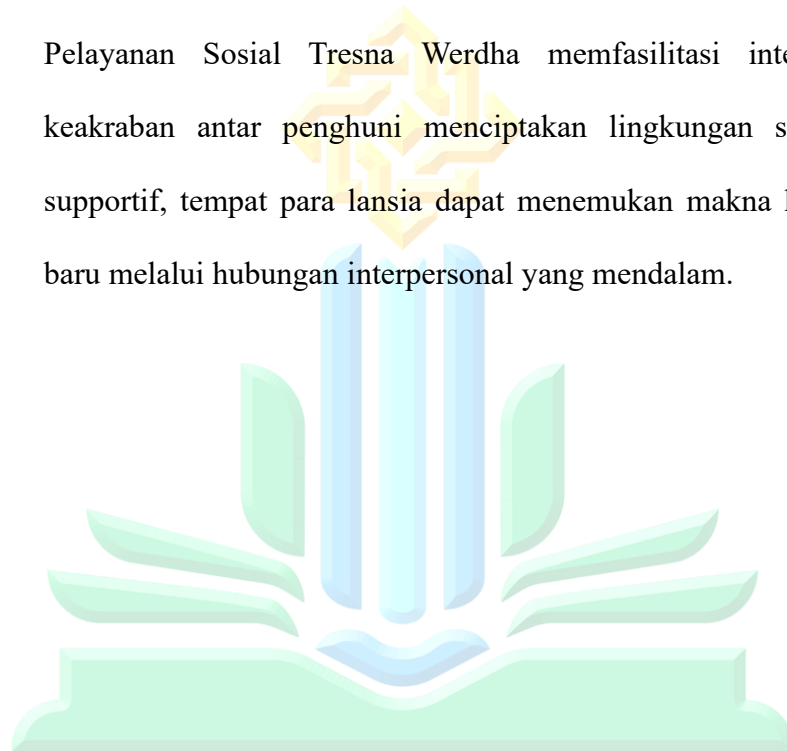 Pelayanan Sosial Tresna Werdha memfasilitasi
keakraban antar penghuni menciptakan lingkungan
supportif, tempat para lansia dapat menemukan makna
baru melalui hubungan interpersonal yang mendalam.